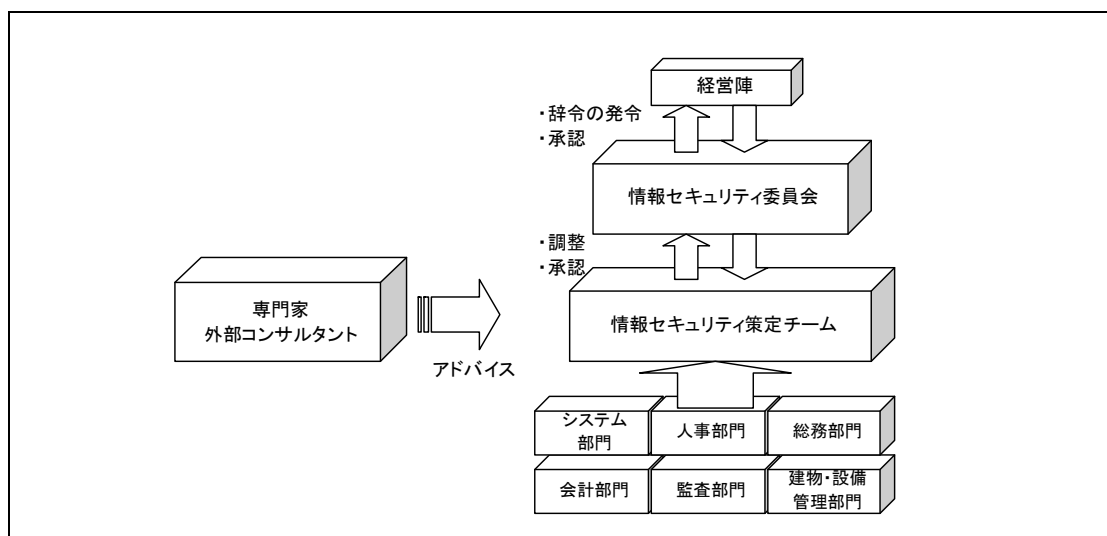 経営陣
・辞令の発令
・承認
情報セキュリティ委員会
・調整
・承認
専門家
外部コンサルタント
情報セキュリティ策定チーム
アドバイス
システム
部門
人事部門
総務部門
会計部門
監査部門
建物・設備
管理部門